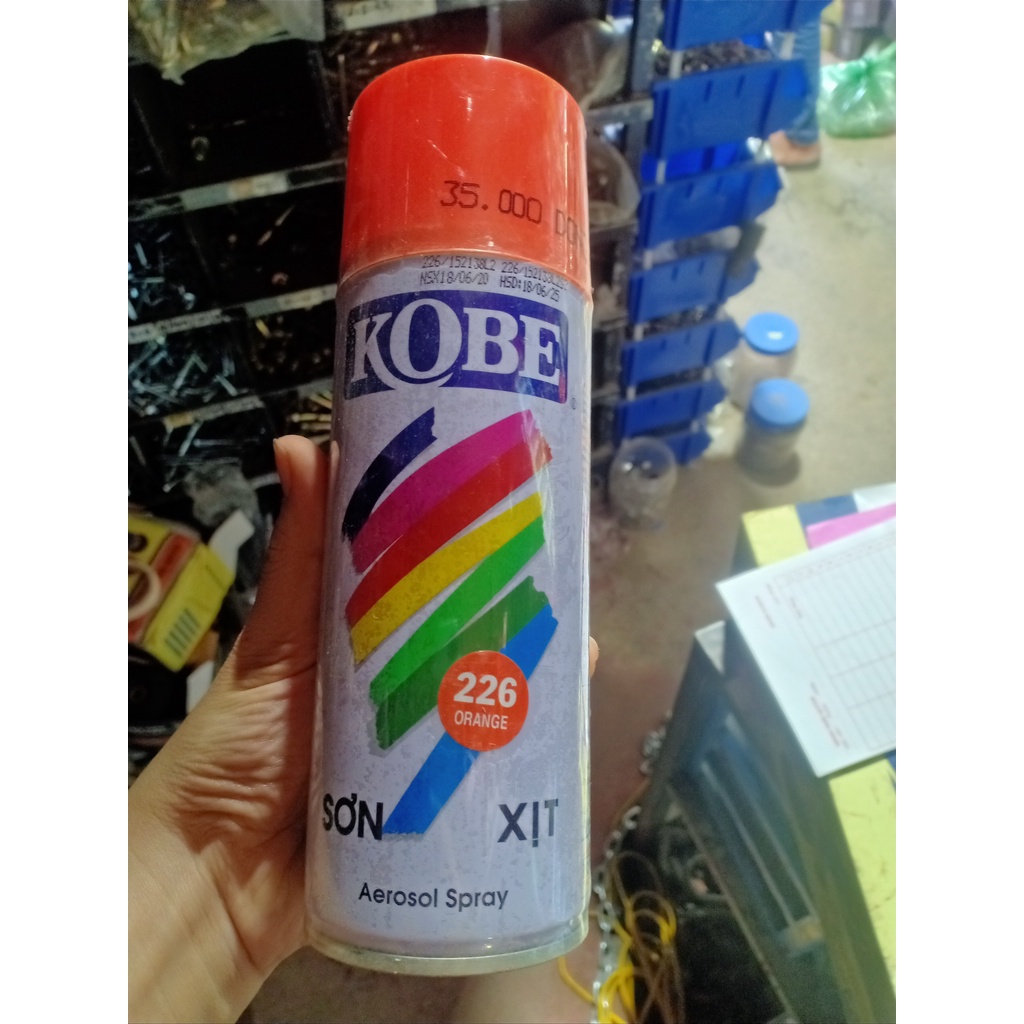 35.000 DON
226/152138L2 226/152138L2
NSX18/06/20 HSD:18/06/25
KOBE
®
226
ORANGE
SƠN XỊT
Aerosol Spray